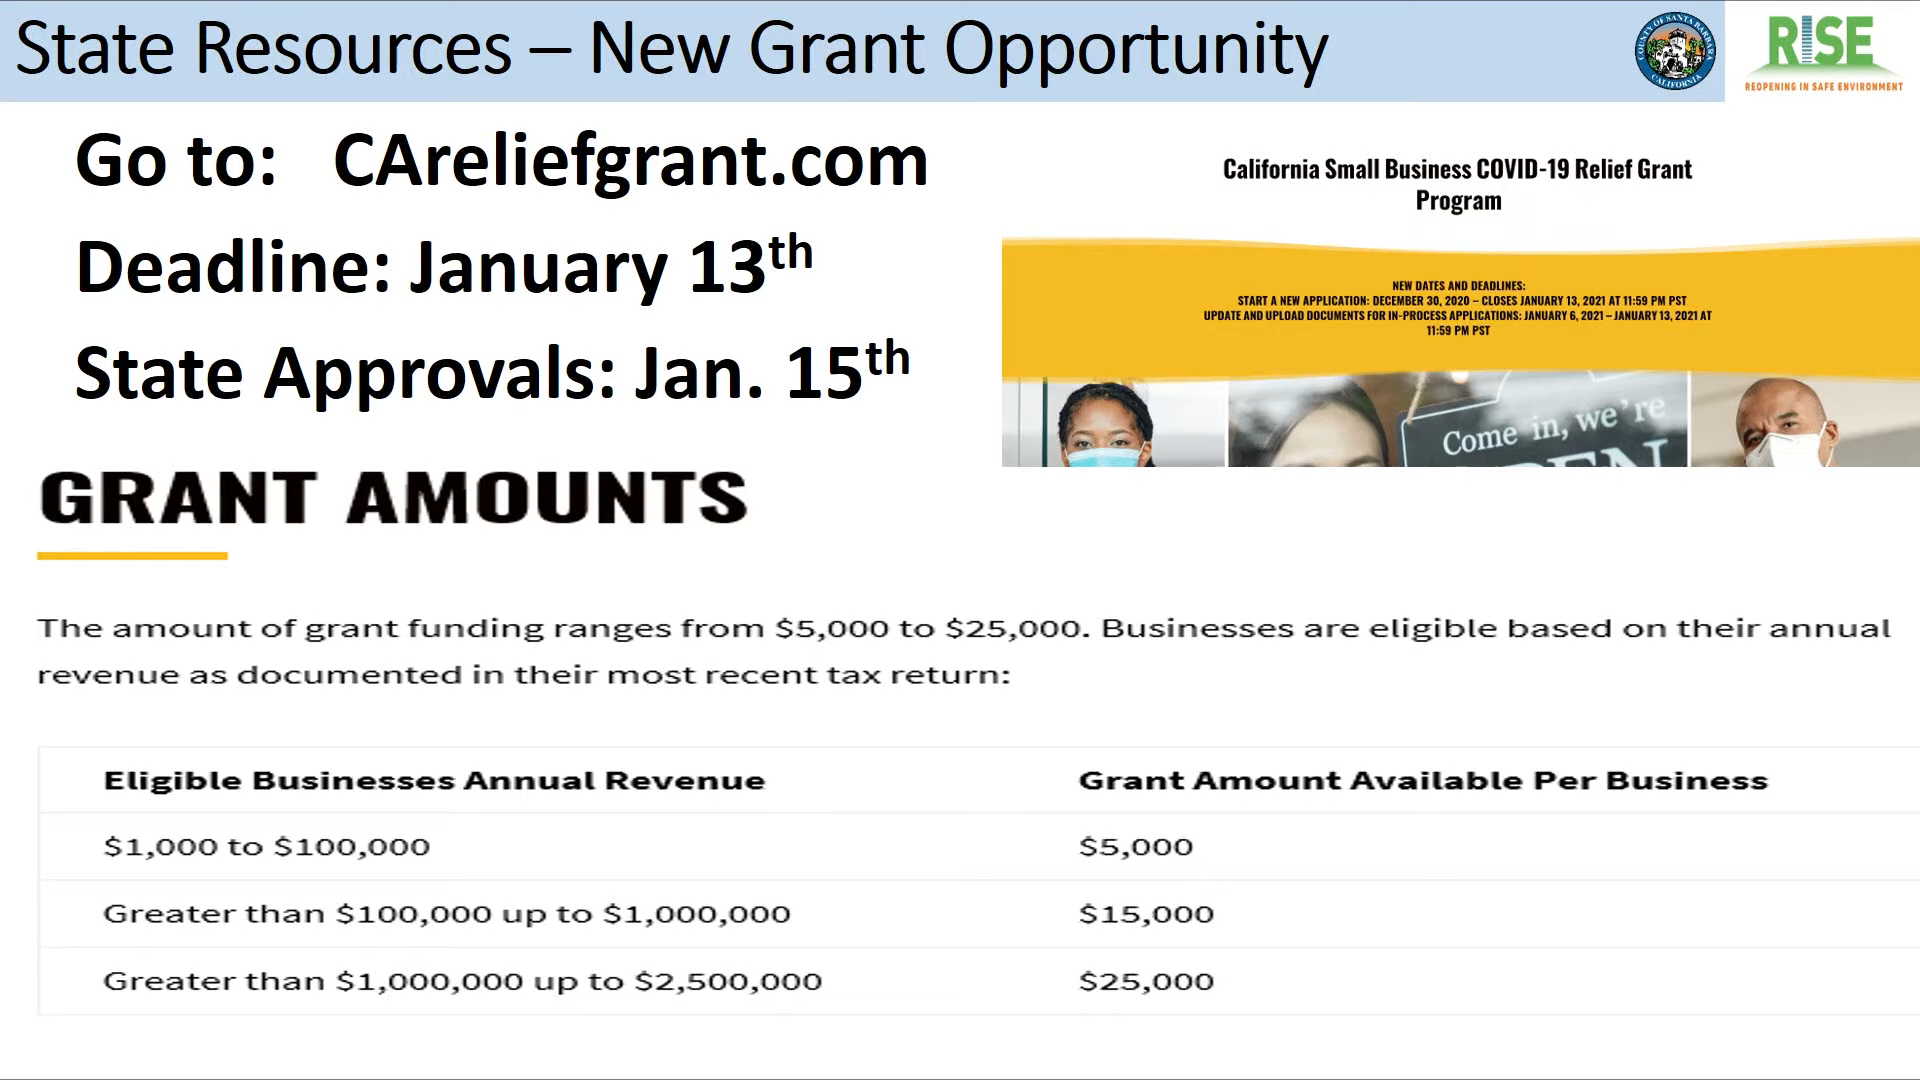 State Resources – New Grant Opportunity
COUNTY OF SANTA BARBARA
CALIFORNIA
RISE
REOPENING IN SAFE ENVIRONMENT
Go to: CAreliefgrant.com
Deadline: January 13th
State Approvals: Jan. 15th
California Small Business COVID-19 Relief Grant
Program
NEW DATES AND DEADLINES:
START A NEW APPLICATION: DECEMBER 30, 2020 – CLOSES JANUARY 13, 2021 AT 11:59 PM PST
UPDATE AND UPLOAD DOCUMENTS FOR IN-PROCESS APPLICATIONS: JANUARY 6, 2021 – JANUARY 13, 2021 AT
11:59 PM PST
Come in, we're
GRANT AMOUNTS
The amount of grant funding ranges from $5,000 to $25,000. Businesses are eligible based on their annual
revenue as documented in their most recent tax return:
Eligible Businesses Annual Revenue Grant Amount Available Per Business
$1,000 to $100,000 $5,000
Greater than $100,000 up to $1,000,000 $15,000
Greater than $1,000,000 up to $2,500,000 $25,000